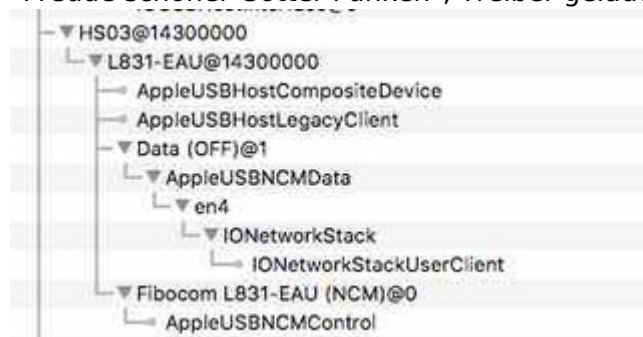 HS03@14300000
L831-EAU@14300000
AppleUSBHostCompositeDevice
AppleUSBHostLegacyClient
Data (OFF)@1
AppleUSBNCMData
en4
IONetworkStack
IONetworkStackUserClient
Fibocom L831-EAU (NCM)@0
AppleUSBNCMControl